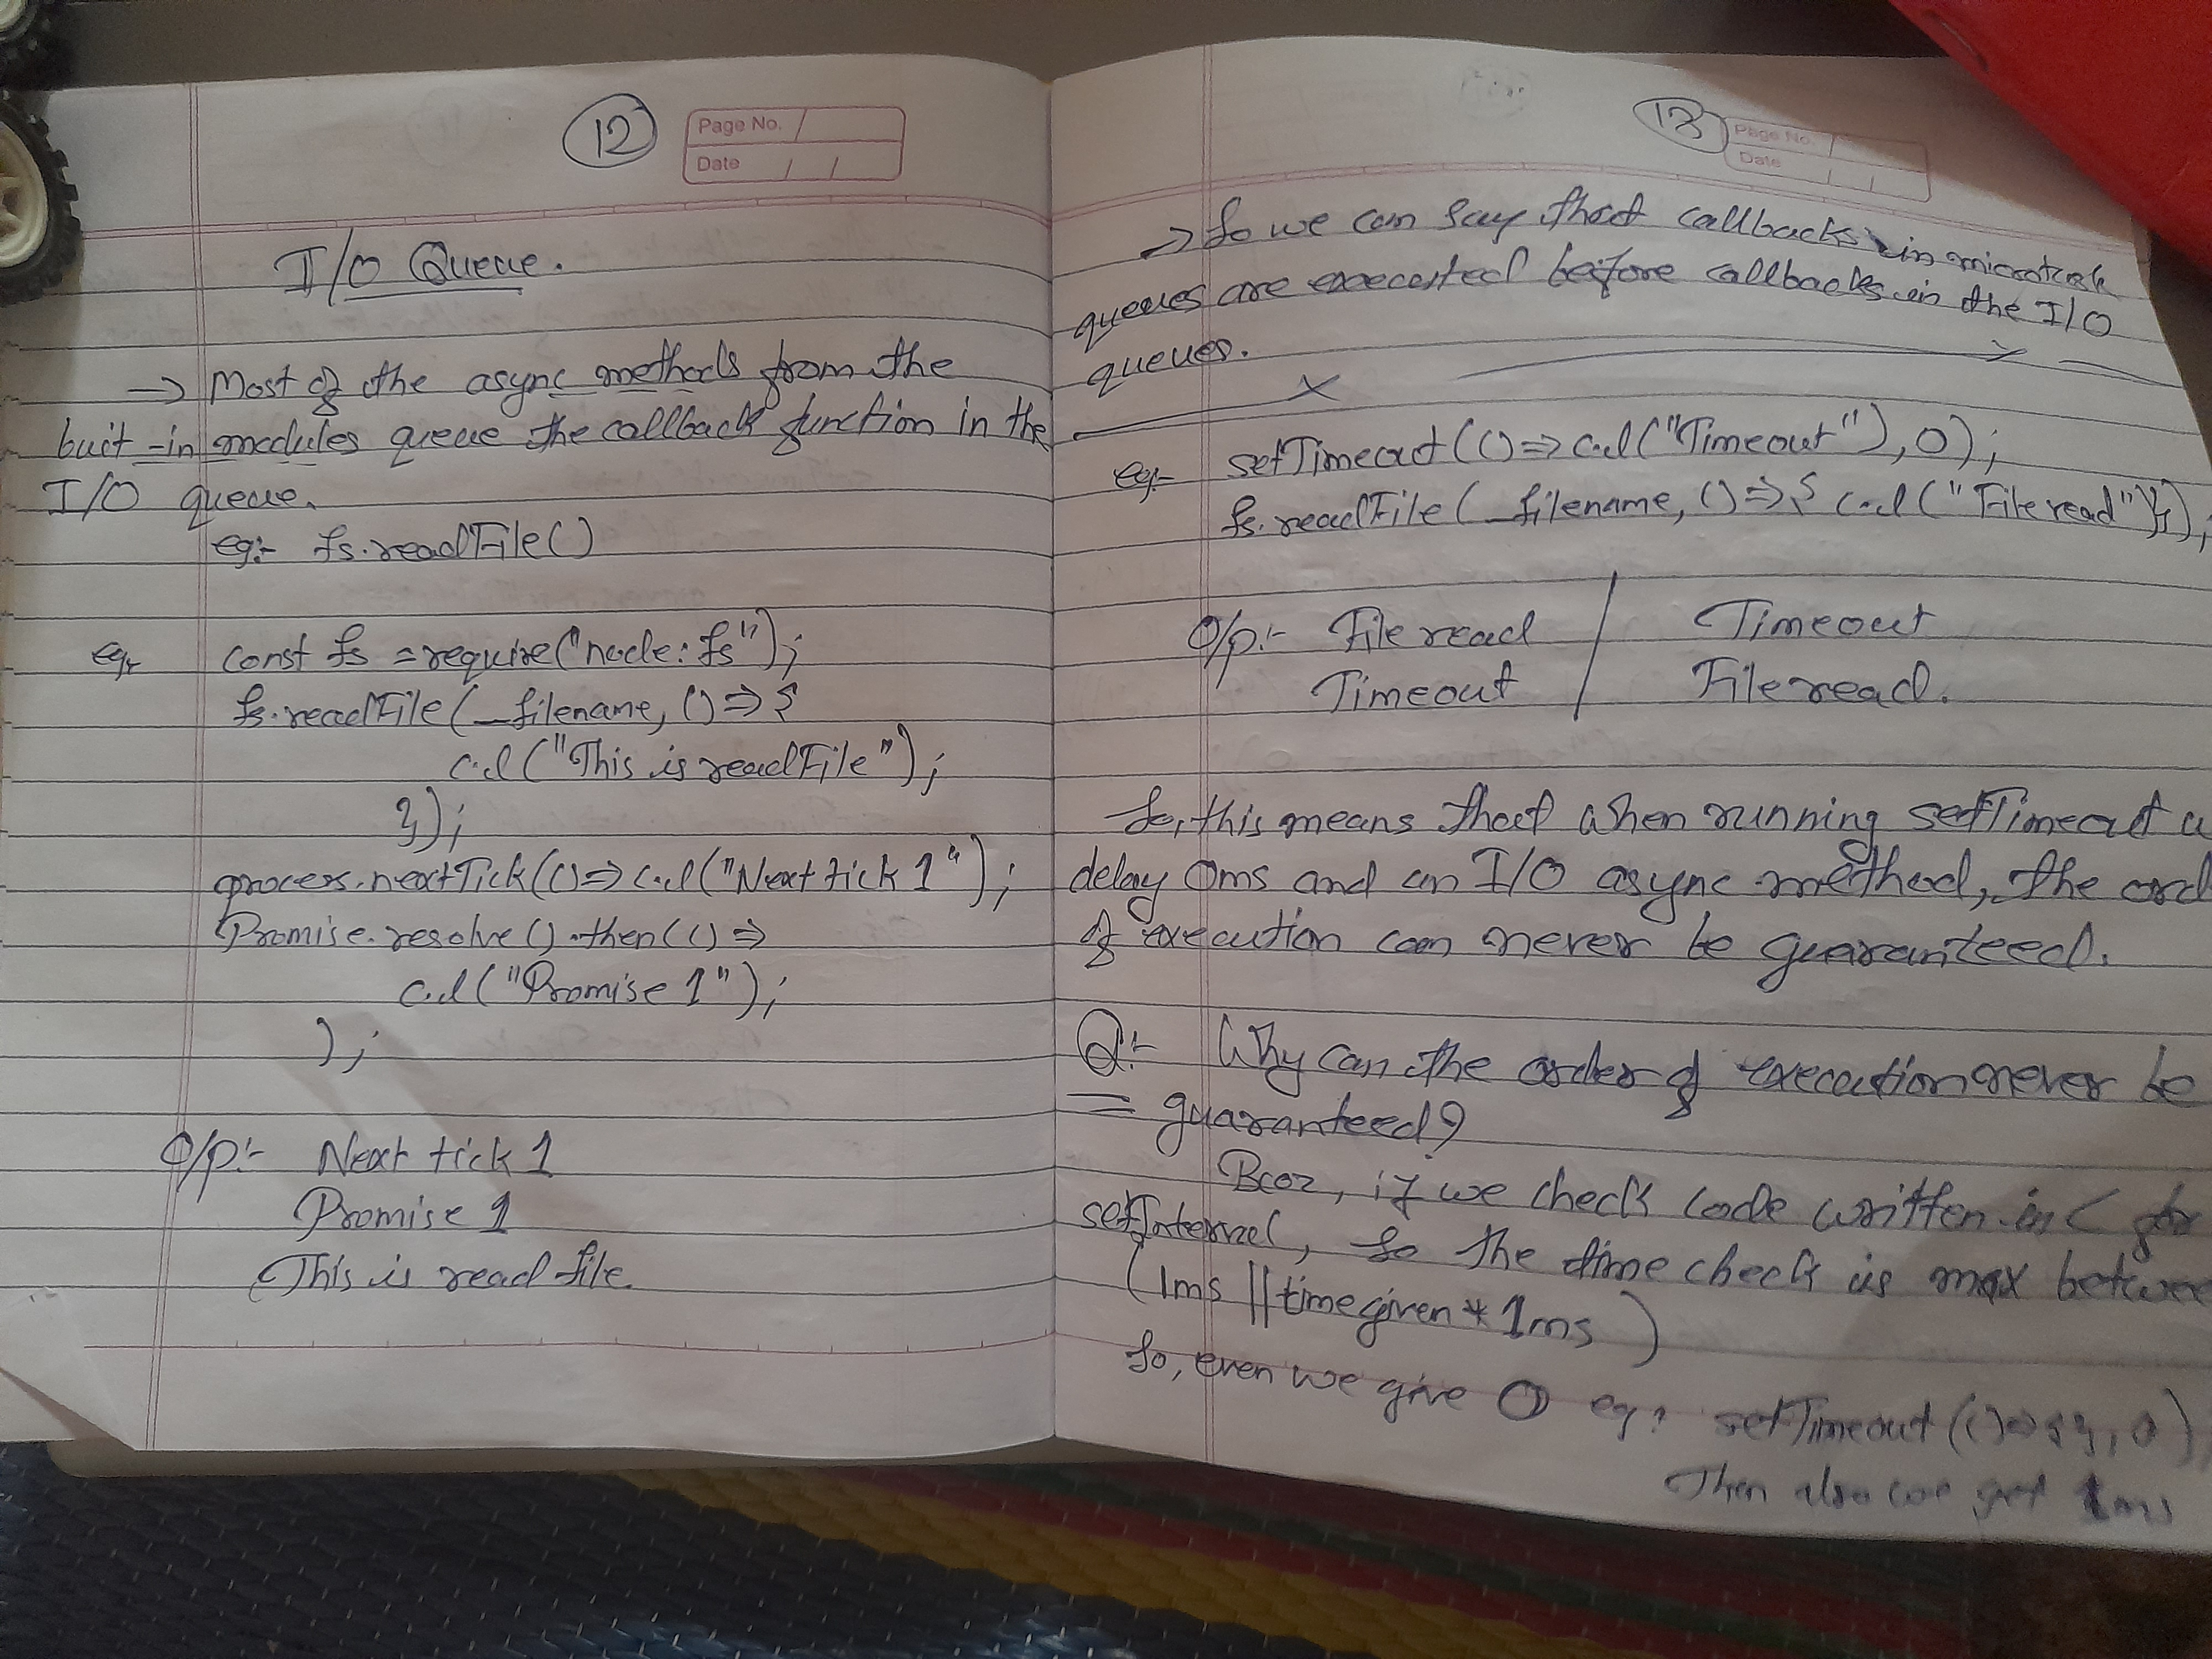 12
Page No.
Date / /
I/O Queue.
→ Most of the async methods from the
buit-in modules queue the callback function in the
I/O queue.
eg:- fs.readFile()
eg:- const fs = require("node:fs");
fs.readFile(_filename, () => {
c.l("This is readFile");
});
process.nextTick(() => c.l("Next tick 1");
Promise.resolve().then(() =>
c.l("Promise 1");
);
O/p:- Next tick 1
Promise 1
This is read file.
13
Page No.
Date
→ So we can say that callbacks in microtask
queues are executed before callbacks in the I/O
queues.
eg:- setTimeout(() => c.l("Timeout"), 0);
fs.readFile(_filename, () => { c.l("File read")});
O/p:- File read / Timeout
Timeout / File read.
So, this means that when running setTimeout
delay 0ms and an I/O async method, the
of execution can never be guaranteed.
Q:- Why can the order of execution never be
guaranteed?
Bcoz, if we check code written in C for
setInterval, so the time check is max
(1ms || time given * 1ms)
So, even we give 0 eg: setTimeout(() => {}, 0)
Then also we get 1ms